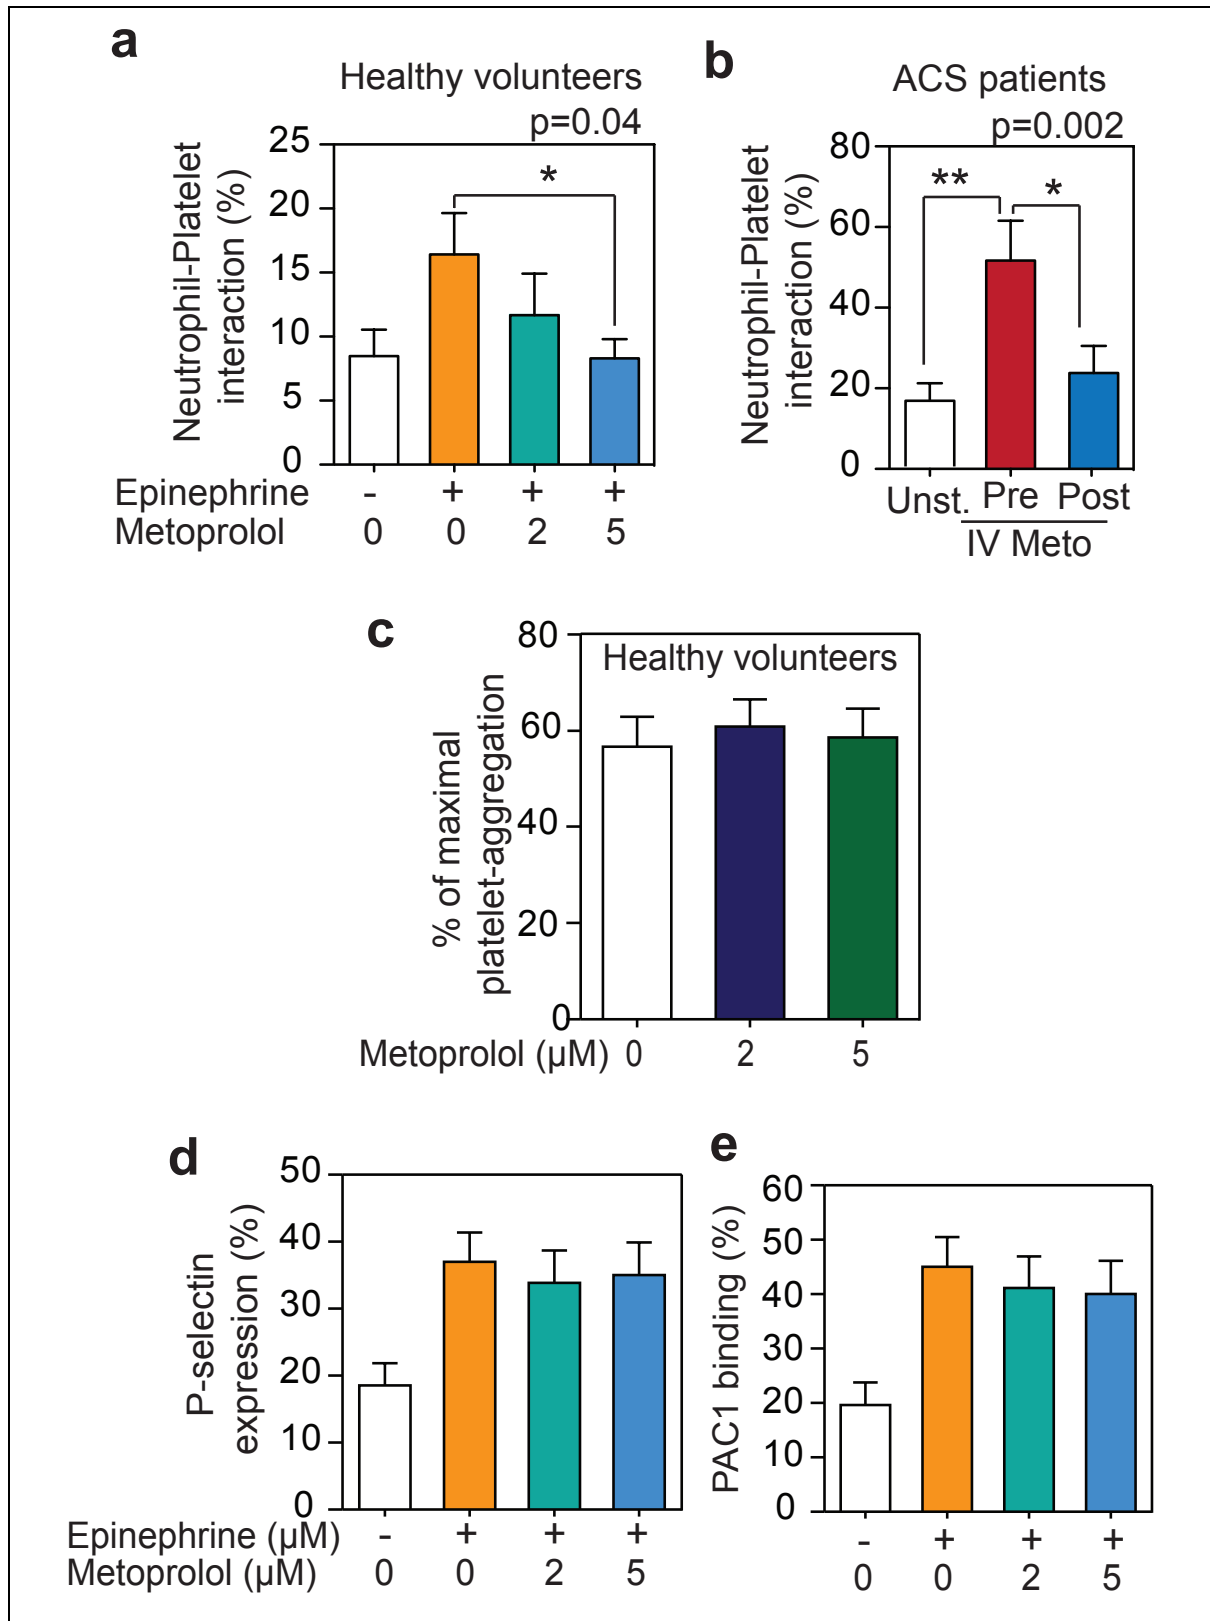 a
Healthy volunteers
p=0.04
Neutrophil-Platelet
interaction (%)
25
20
15
10
5
0
*
Epinephrine - + + +
Metoprolol 0 0 2 5
b
ACS patients
p=0.002
Neutrophil-Platelet
interaction (%)
80
60
40
20
0
** *
Unst. Pre Post
IV Meto
c
Healthy volunteers
% of maximal
platelet-aggregation
80
60
40
20
0
Metoprolol (µM) 0 2 5
d
P-selectin
expression (%)
50
40
30
20
10
0
Epinephrine (µM) - + + +
Metoprolol (µM) 0 0 2 5
e
PAC1 binding (%)
60
50
40
30
20
10
0
- + + +
0 0 2 5